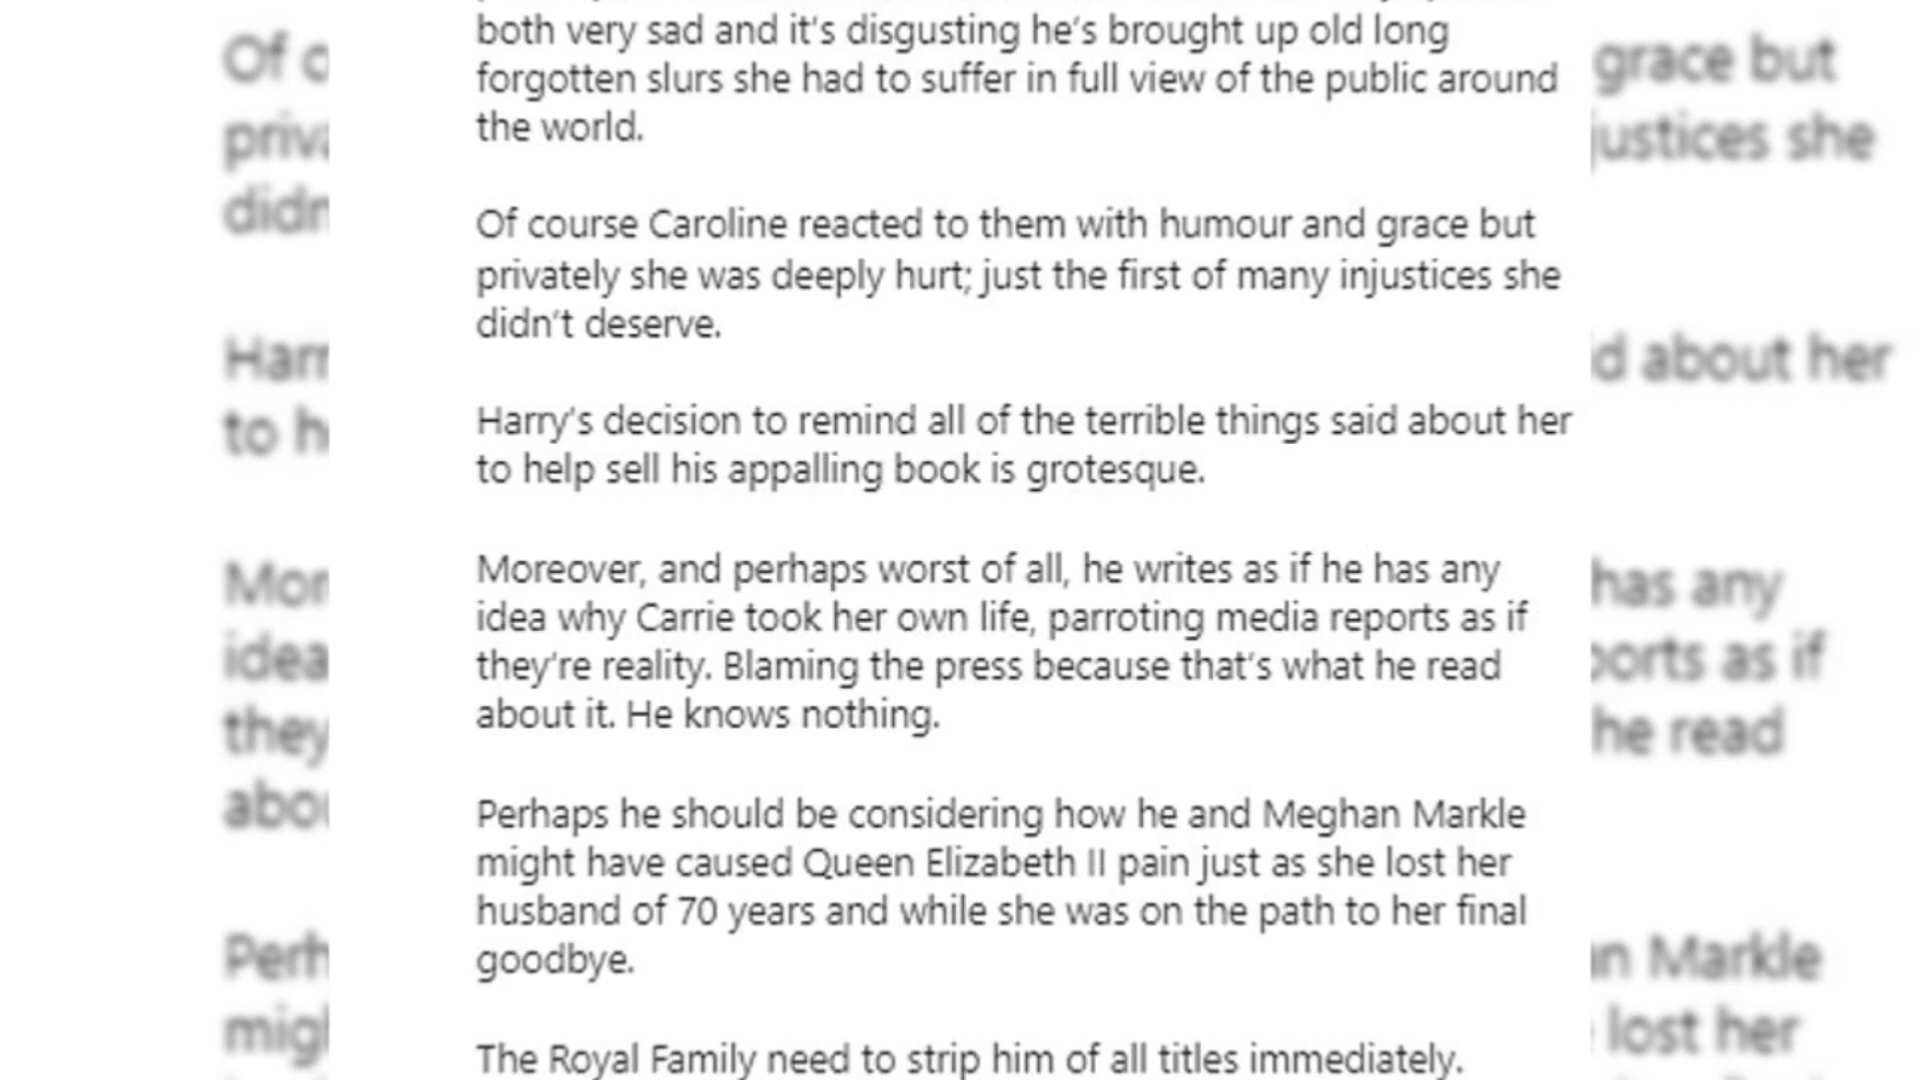 both very sad and it's disgusting he's brought up old long
forgotten slurs she had to suffer in full view of the public around
the world.
Of course Caroline reacted to them with humour and grace but
privately she was deeply hurt; just the first of many injustices she
didn't deserve.
Harry's decision to remind all of the terrible things said about her
to help sell his appalling book is grotesque.
Moreover, and perhaps worst of all, he writes as if he has any
idea why Carrie took her own life, parroting media reports as if
they're reality. Blaming the press because that's what he read
about it. He knows nothing.
Perhaps he should be considering how he and Meghan Markle
might have caused Queen Elizabeth II pain just as she lost her
husband of 70 years and while she was on the path to her final
goodbye.
The Royal Family need to strip him of all titles immediately.